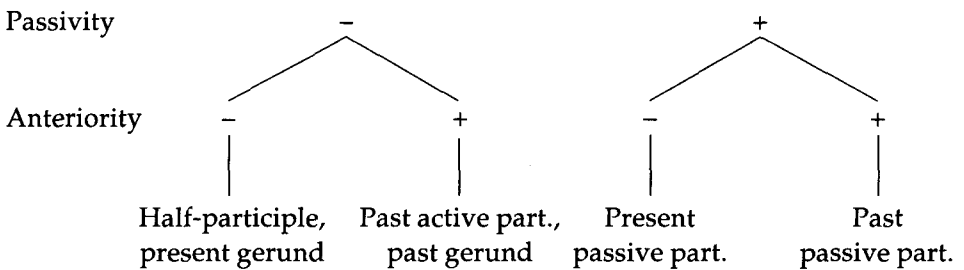 Passivity − +
Anteriority − + − +
Half-participle, Past active part., Present Past
present gerund past gerund passive part. passive part.